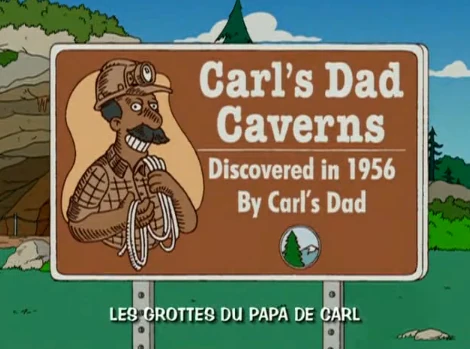 Carl's Dad
Caverns
Discovered in 1956
By Carl's Dad
LES GROTTES DU PAPA DE CARL